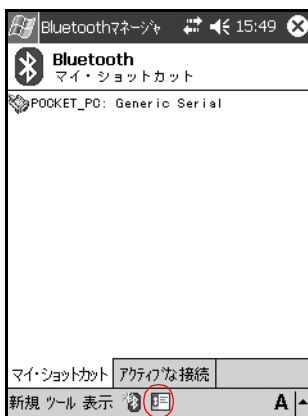 Bluetoothマネージャ 15:49
Bluetooth
マイ・ショートカット
POCKET_PC: Generic Serial
マイ・ショートカット アクティブな接続
新規 ツール 表示 A